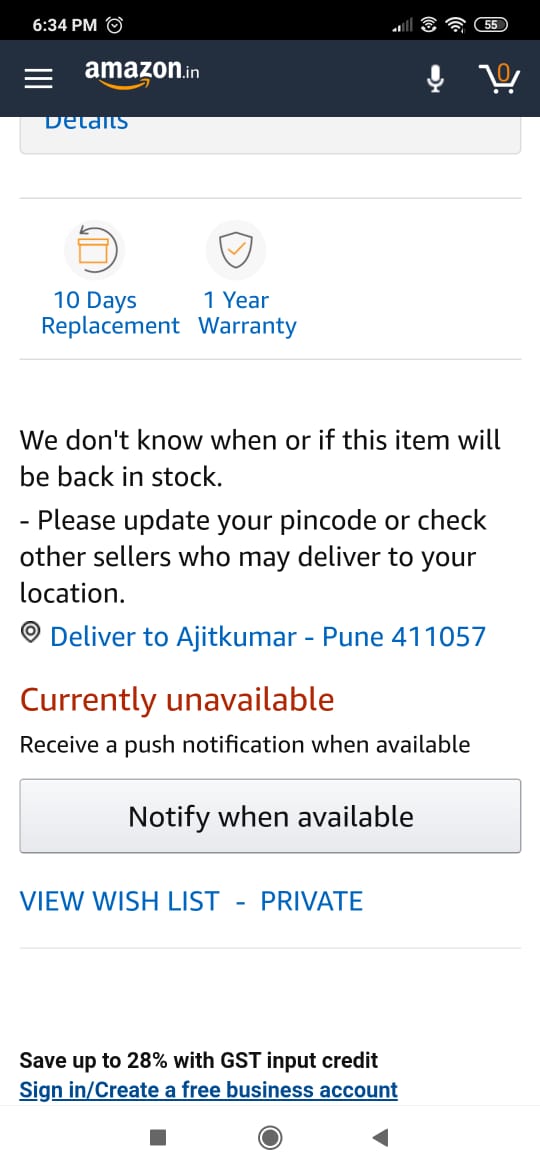 6:34 PM
55
amazon.in
0
Details
10 Days
Replacement
1 Year
Warranty
We don't know when or if this item will
be back in stock.
- Please update your pincode or check
other sellers who may deliver to your
location.
Deliver to Ajitkumar - Pune 411057
Currently unavailable
Receive a push notification when available
Notify when available
VIEW WISH LIST - PRIVATE
Save up to 28% with GST input credit
Sign in/Create a free business account